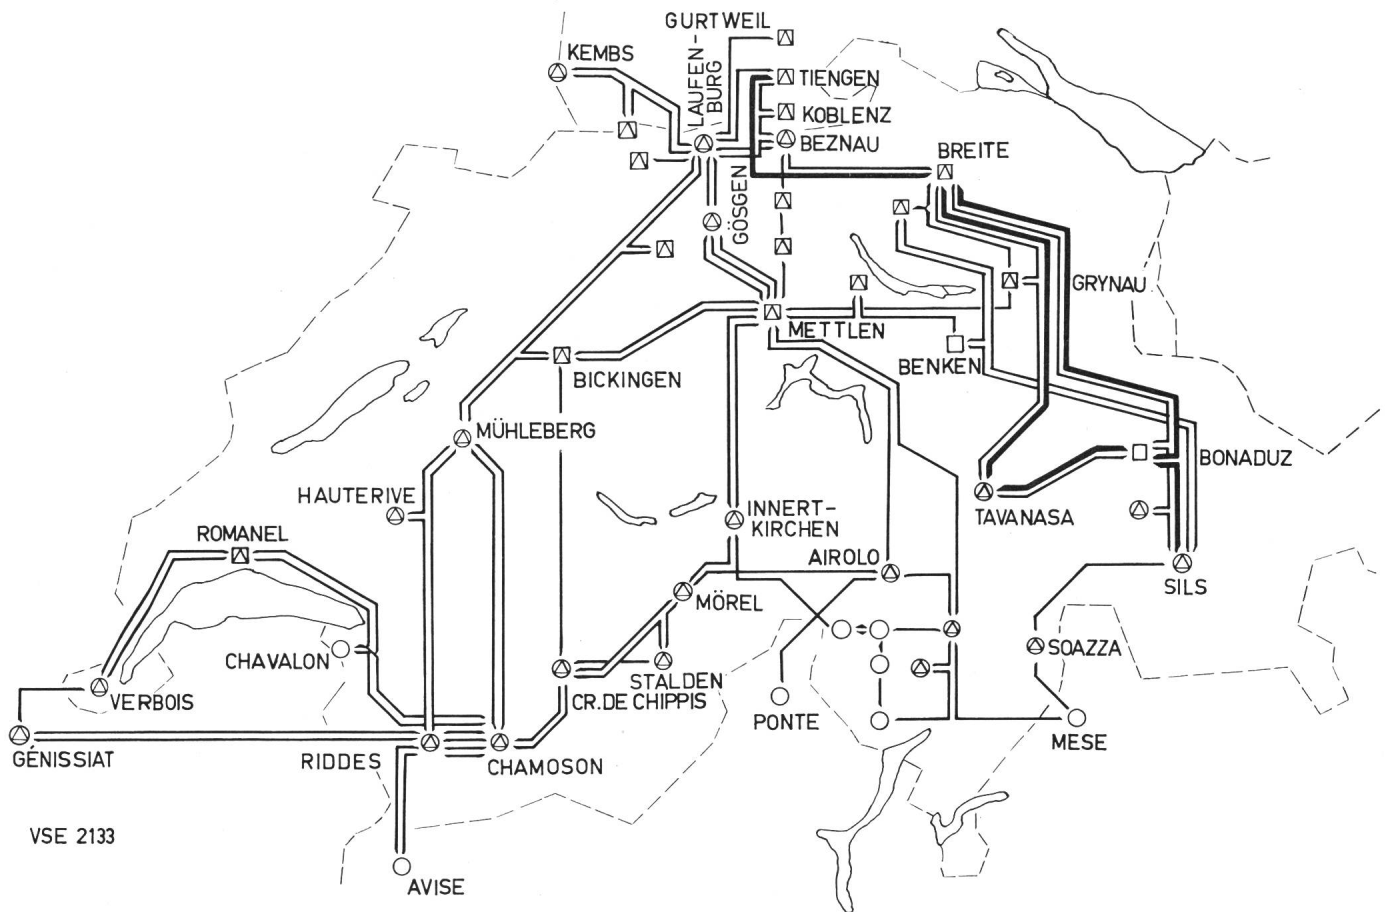 GURTWEIL
KEMBS
LAUFEN-
BURG
TIENGEN
KOBLENZ
BEZNAU
BREITE
GÖSGEN
GRYNAU
METTLEN
BENKEN
BICKINGEN
MÜHLEBERG
BONADUZ
HAUTERIVE
INNERT-
KIRCHEN
TAVANASA
ROMANEL
AIROLO
SILS
MÖREL
CHAVALON
SOAZZA
STALDEN
VERBOIS
CR.DE CHIPPIS
PONTE
MESE
GÉNISSIAT
RIDDES
CHAMOSON
VSE 2133
AVISE